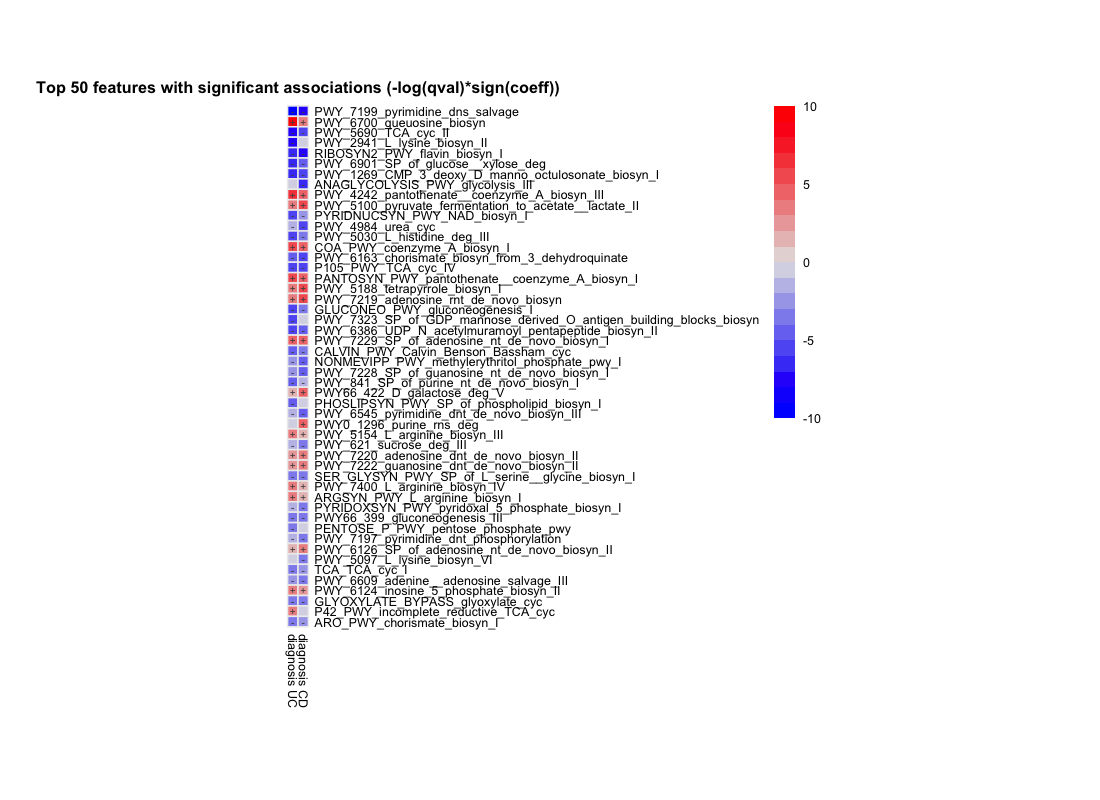 Top 50 features with significant associations (-log(qval)*sign(coeff))
PWY_7199_pyrimidine_dns_salvage
PWY_6700_queuosine_biosyn
PWY_5690_TCA_cyc_II
PWY_2941_L_lysine_biosyn_II
RIBOSYN2_PWY_flavin_biosyn_I
PWY_6901_SP_of_glucose__xylose_deg
PWY_1269_CMP_3_deoxy_D_manno_octulosonate_biosyn_I
ANAGLYCOLYSIS_PWY_glycolysis_III
PWY_4242_pantothenate__coenzyme_A_biosyn_III
PWY_5100_pyruvate_fermentation_to_acetate__lactate_II
PYRIDNUCSYN_PWY_NAD_biosyn_I
PWY_4984_urea_cyc
PWY_5030_L_histidine_deg_III
COA_PWY_coenzyme_A_biosyn_I
PWY_6163_chorismate_biosyn_from_3_dehydroquinate
P105_PWY_TCA_cyc_IV
PANTOSYN_PWY_pantothenate__coenzyme_A_biosyn_I
PWY_5188_tetrapyrrole_biosyn_I
PWY_7219_adenosine_rnt_de_novo_biosyn
GLUCONEO_PWY_gluconeogenesis_I
PWY_7323_SP_of_GDP_mannose_derived_O_antigen_building_blocks_biosyn
PWY_6386_UDP_N_acetylmuramoyl_pentapeptide_biosyn_II
PWY_7229_SP_of_adenosine_nt_de_novo_biosyn_I
CALVIN_PWY_Calvin_Benson_Bassham_cyc
NONMEVIPP_PWY_methylerythritol_phosphate_pwy_I
PWY_7228_SP_of_guanosine_nt_de_novo_biosyn_I
PWY_841_SP_of_purine_nt_de_novo_biosyn_I
PWY66_422_D_galactose_deg_V
PHOSLIPSYN_PWY_SP_of_phospholipid_biosyn_I
PWY_6545_pyrimidine_dnt_de_novo_biosyn_III
PWY0_1296_purine_rns_deg
PWY_5154_L_arginine_biosyn_III
PWY_621_sucrose_deg_III
PWY_7220_adenosine_dnt_de_novo_biosyn_II
PWY_7222_guanosine_dnt_de_novo_biosyn_II
SER_GLYSYN_PWY_SP_of_L_serine__glycine_biosyn_I
PWY_7400_L_arginine_biosyn_IV
ARGSYN_PWY_L_arginine_biosyn_I
PYRIDOXSYN_PWY_pyridoxal_5_phosphate_biosyn_I
PWY66_399_gluconeogenesis_III
PENTOSE_P_PWY_pentose_phosphate_pwy
PWY_7197_pyrimidine_dnt_phosphorylation
PWY_6126_SP_of_adenosine_nt_de_novo_biosyn_II
PWY_5097_L_lysine_biosyn_VI
TCA_TCA_cyc_I
PWY_6609_adenine__adenosine_salvage_III
PWY_6124_inosine_5_phosphate_biosyn_II
GLYOXYLATE_BYPASS_glyoxylate_cyc
P42_PWY_incomplete_reductive_TCA_cyc
ARO_PWY_chorismate_biosyn_I
diagnosis UC
diagnosis CD
10
5
0
-5
-10